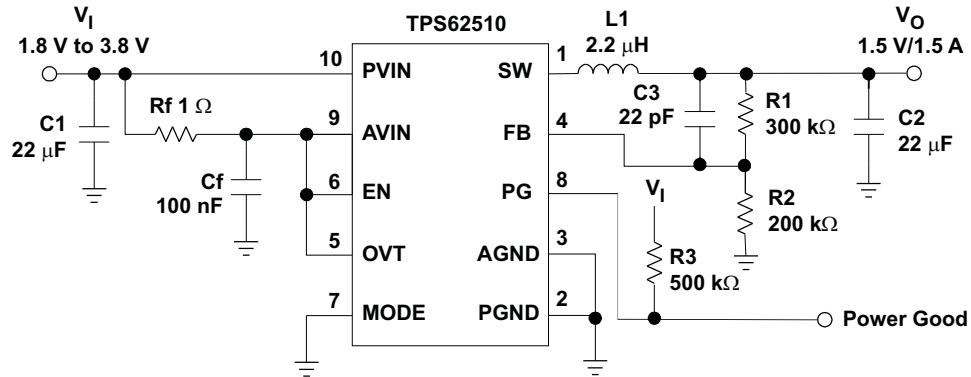 TPS62510
V_I
1.8 V to 3.8 V
C1
22 μF
Rf 1 Ω
Cf
100 nF
10
9
6
5
7
PVIN
AVIN
EN
OVT
MODE
SW
FB
PG
AGND
PGND
1
4
8
3
2
L1
2.2 μH
C3
22 pF
R1
300 kΩ
R2
200 kΩ
V_I
R3
500 kΩ
V_O
1.5 V/1.5 A
C2
22 μF
Power Good